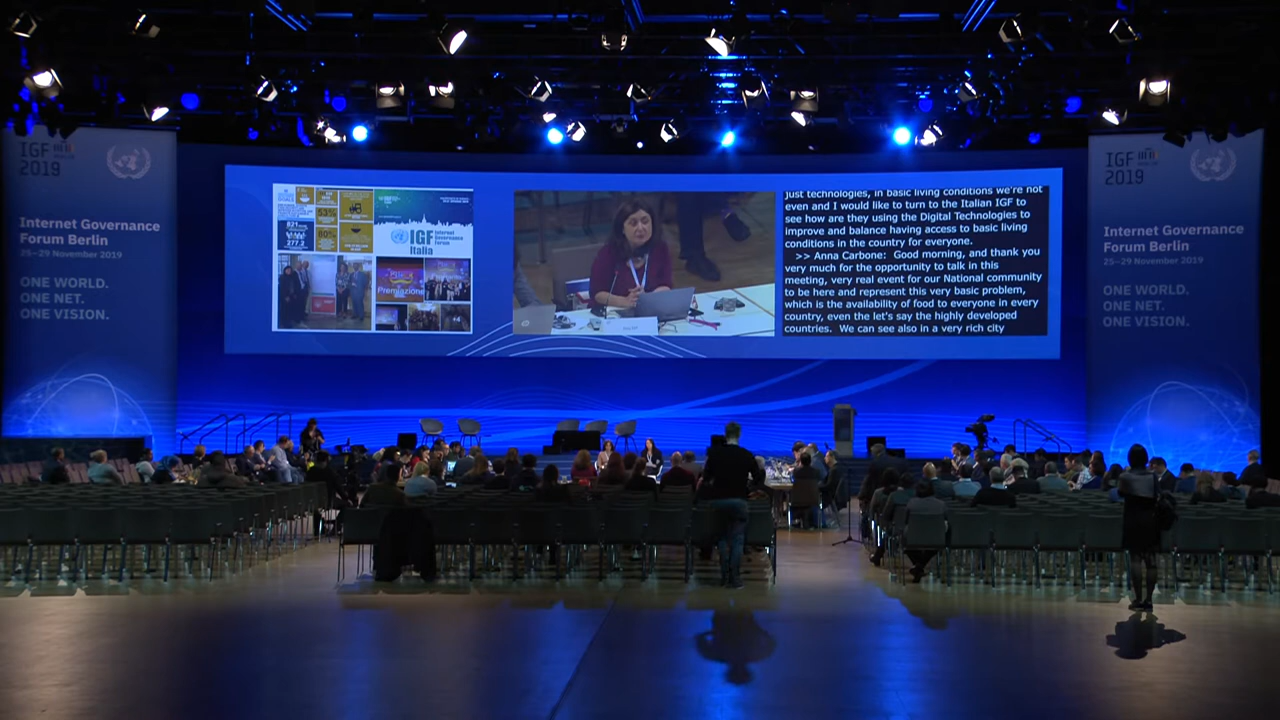 IGF
2019
Internet Governance
Forum Berlin
25–29 November 2019
ONE WORLD.
ONE NET.
ONE VISION.
53%
821
80%
277.2
IGF
Internet
Governance
Forum
Italia
Premiazione
just technologies, in basic living conditions we're not
even and I would like to turn to the Italian IGF to
see how are they using the Digital Technologies to
improve and balance having access to basic living
conditions in the country for everyone.
>> Anna Carbone: Good morning, and thank you
very much for the opportunity to talk in this
meeting, very real event for our National community
to be here and represent this very basic problem,
which is the availability of food to everyone in every
country, even the let's say the highly developed
countries. We can see also in a very rich city
IGF
2019
Internet Governance
Forum Berlin
25–29 November 2019
ONE WORLD.
ONE NET.
ONE VISION.